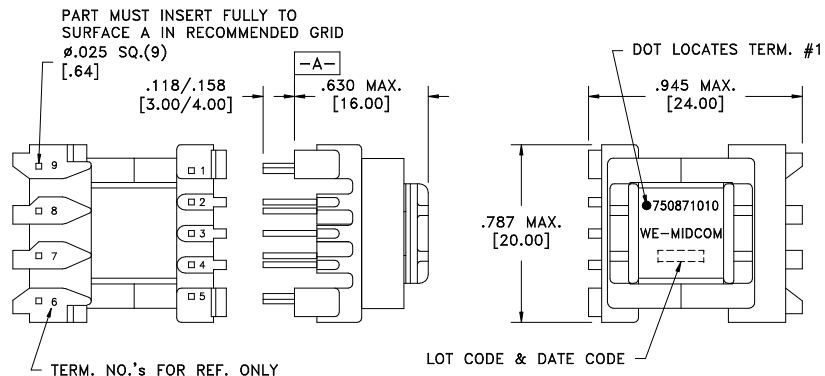 PART MUST INSERT FULLY TO
SURFACE A IN RECOMMENDED GRID
ø.025 SQ.(9)
[.64]
.118/.158
[3.00/4.00]
-A-
.630 MAX.
[16.00]
DOT LOCATES TERM. #1
.945 MAX.
[24.00]
9
1
8
2
3
7
4
6
5
.787 MAX.
[20.00]
750871010
WE-MIDCOM
TERM. NO.'s FOR REF. ONLY
LOT CODE & DATE CODE